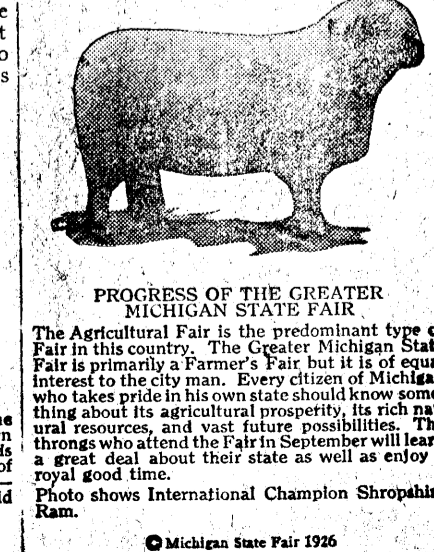 PROGRESS OF THE GREATER
MICHIGAN STATE FAIR
The Agricultural Fair is the predominant type
Fair in this country. The Greater Michigan Stat
Fair is primarily a Farmer's Fair but it is of equa
interest to the city man. Every citizen of Michiga
who takes pride in his own state should know some
thing about its agricultural prosperity, its rich na
ural resources, and vast future possibilities. Th
throngs who attend the Fair in September will lear
a great deal about their state as well as enjoy
royal good time.
Photo shows International Champion Shropshi
Ram.
© Michigan State Fair 1926